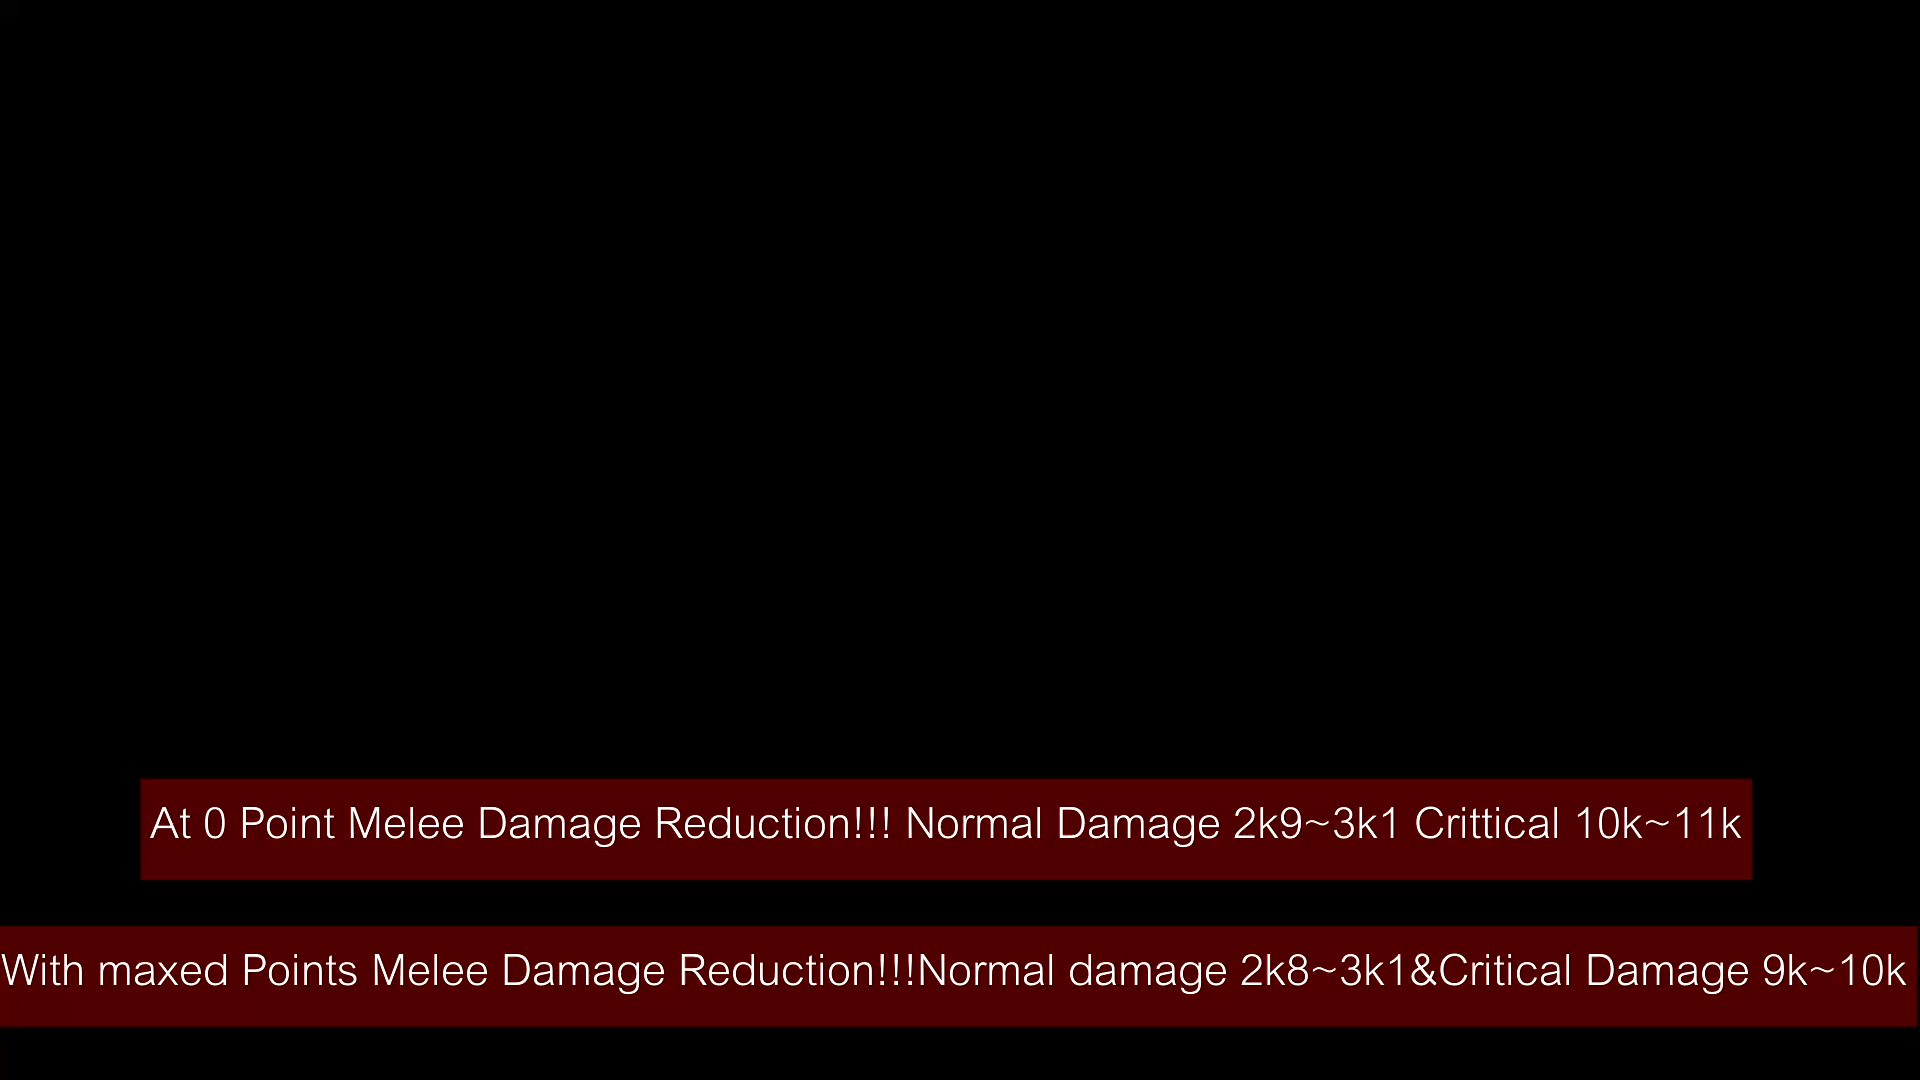 At 0 Point Melee Damage Reduction!!! Normal Damage 2k9~3k1 Crittical 10k~11k
With maxed Points Melee Damage Reduction!!!Normal damage 2k8~3k1&Critical Damage 9k~10k